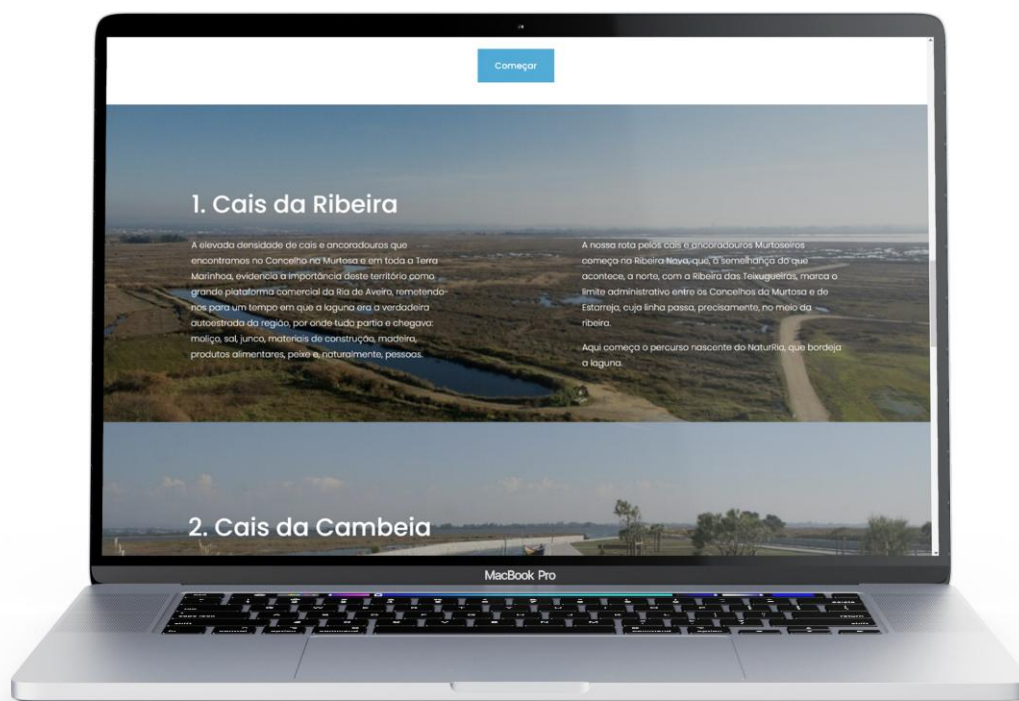 Começar
1. Cais da Ribeira
A elevada densidade de cais e ancoradouros que
encontramos no Concelho na Murtosa e em toda a Terra
Marinhoa, evidencia a importância deste território como
grande plataforma comercial da Ria de Aveiro, remetendo-
nos para um tempo em que a laguna era a verdadeira
autoestrada da região, por onde tudo partia e chegava:
moliço, sal, junco, materiais de construção, madeira,
produtos alimentares, peixe e, naturalmente, pessoas.
A nossa rota pelos cais e ancoradouros Murtoseiros
começa na Ribeira Nova, que, a semelhança do que
acontece, a norte, com a Ribeira das Teixugueiras, marca o
limite administrativo entre os Concelhos da Murtosa e de
Estarreja, cuja linha passa, precisamente, no meio da
ribeira.
Aqui começa o percurso nascente do NaturRia, que bordeja
a laguna.
2. Cais da Cambeia
MacBook Pro